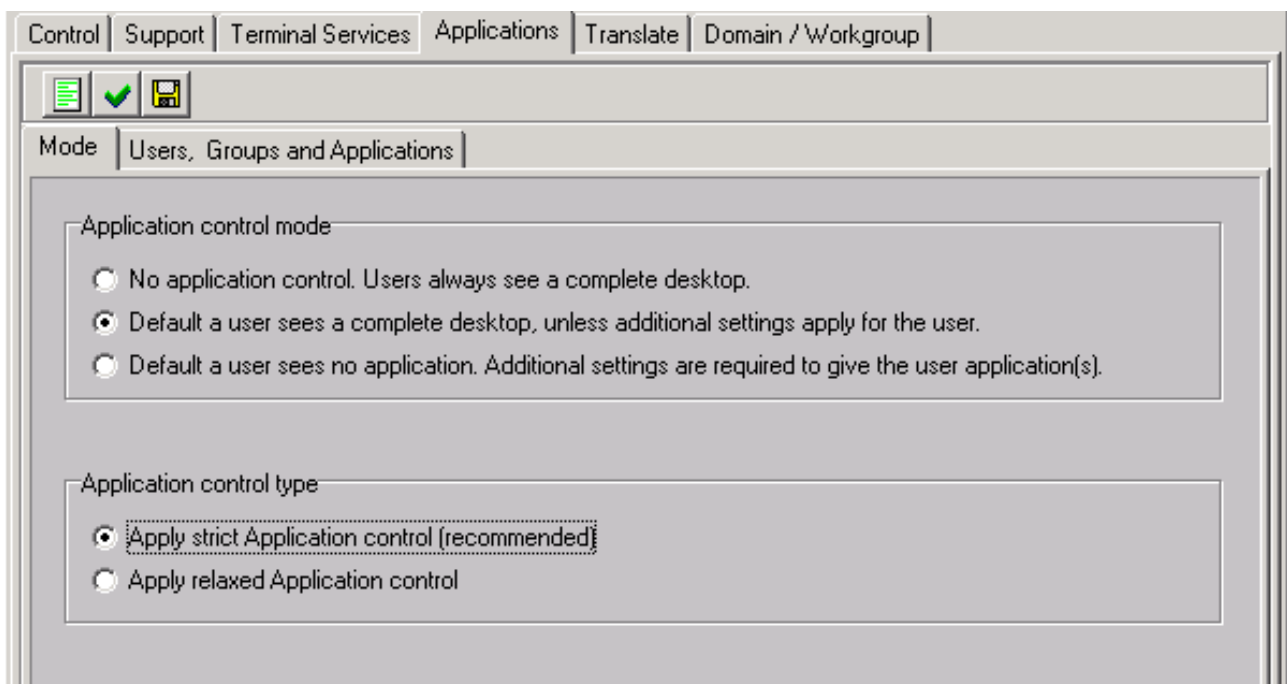 Control Support Terminal Services Applications Translate Domain / Workgroup
Mode Users, Groups and Applications
Application control mode
No application control. Users always see a complete desktop.
Default a user sees a complete desktop, unless additional settings apply for the user.
Default a user sees no application. Additional settings are required to give the user application(s).
Application control type
Apply strict Application control (recommended)
Apply relaxed Application control